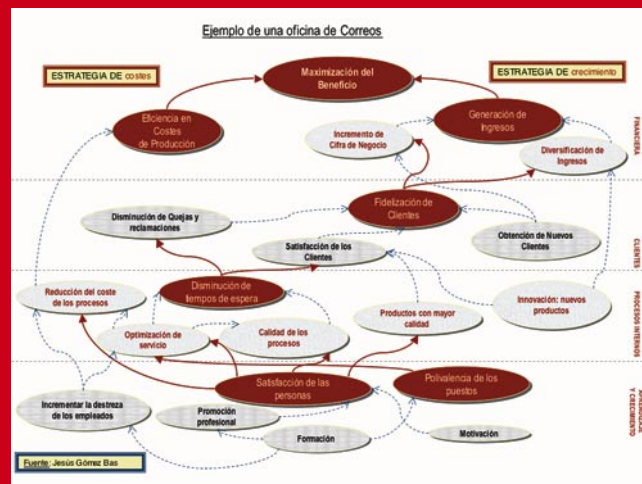 Ejemplo de una oficina de Correos
ESTRATEGIA DE costes
Maximización del
Beneficio
ESTRATEGIA DE crecimiento
Eficiencia en
Costes
de Producción
Generación de
Ingresos
Incremento de
Cifra de Negocio
Diversificación de
Ingresos
FINANCIERA
Fidelización de
Clientes
Disminución de Quejas y
reclamaciones
Satisfacción de los
Clientes
Obtención de Nuevos
Clientes
CLIENTES
Reducción del coste
de los procesos
Disminución de
tiempos de espera
Productos con mayor
calidad
Innovación: nuevos
productos
Optimización de
servicio
Calidad de los
procesos
PROCESOS INTERNOS
Satisfacción de las
personas
Polivalencia de los
puestos
Incrementar la destreza
de los empleados
Promoción
profesional
Formación
Motivación
Y CRECIMIENTO
Fuente: Jesús Gómez Bas